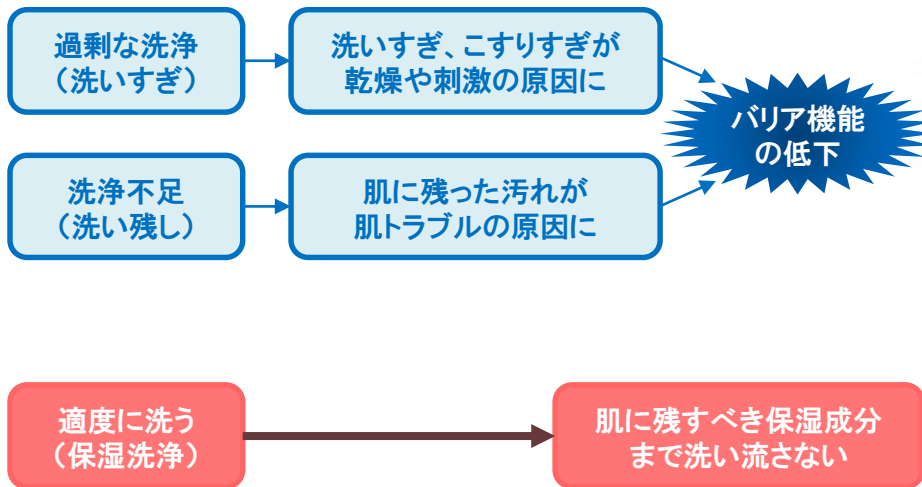 過剰な洗浄
（洗いすぎ）
洗いすぎ、こすりすぎが
乾燥や刺激の原因に
バリア機能
の低下
洗浄不足
（洗い残し）
肌に残った汚れが
肌トラブルの原因に
適度に洗う
（保湿洗浄）
肌に残すべき保湿成分
まで洗い流さない